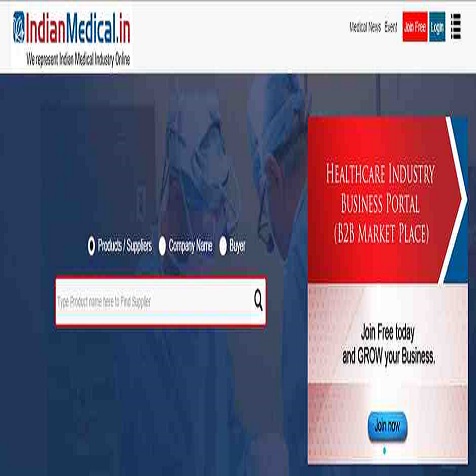 IndianMedical.in
We represent Indian Medical Industry Online
Medical News Event Join Free Login
HEALTHCARE INDUSTRY
BUSINESS PORTAL
(B2B MARKET PLACE)
Products / Suppliers Company Name Buyer
Type Product name here to Find Supplier
Join Free today
and GROW your Business.
Join now